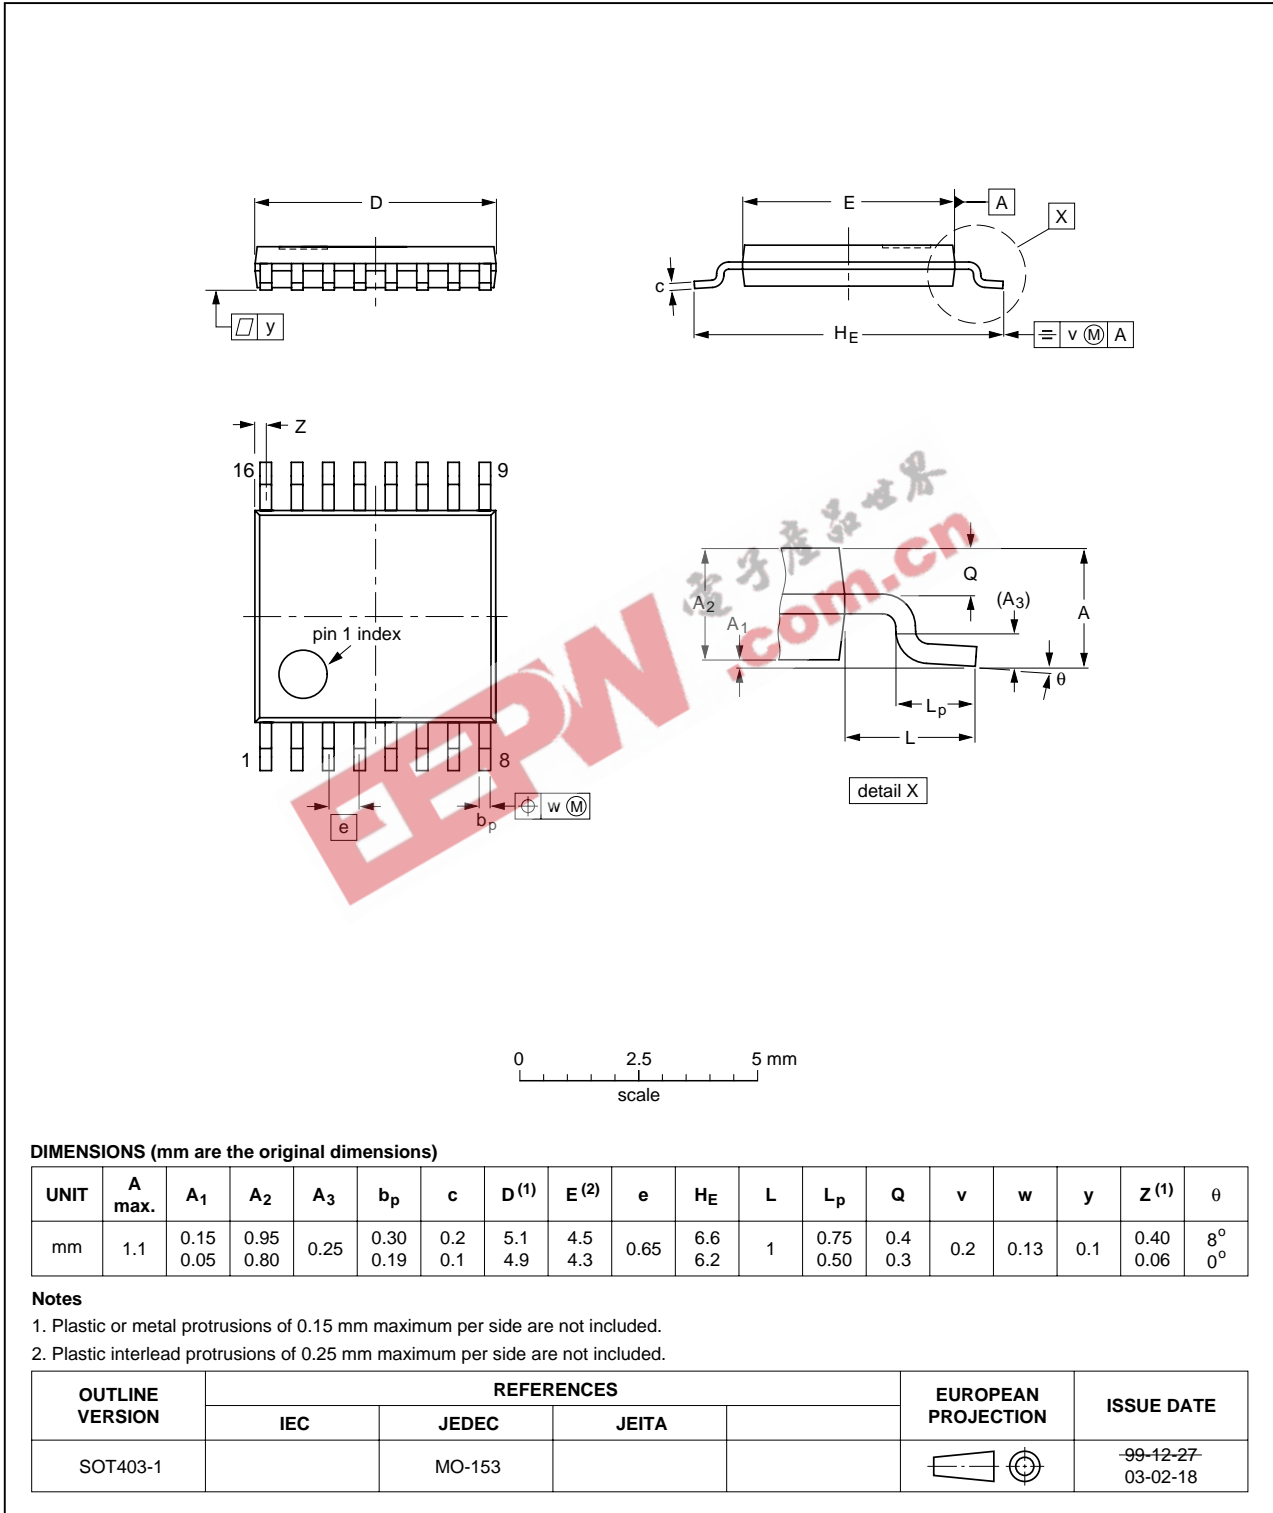 D
E
A
X
c
y
H_E
v Ⓜ A
Z
16
9
pin 1 index
1
8
e
b_p
w Ⓜ
A_2
A_1
Q
(A_3)
A
θ
L_p
L
detail X
電子產品世界
EEPW
.com.cn
0 2.5 5 mm
scale
DIMENSIONS (mm are the original dimensions)
UNIT A max. A_1 A_2 A_3 b_p c D(1) E(2) e H_E L L_p Q v w y Z(1) θ
mm 1.1 0.15 0.95 0.25 0.30 0.2 5.1 4.5 0.65 6.6 1 0.75 0.4 0.2 0.13 0.1 0.40 8°
0.05 0.80 0.19 0.1 4.9 4.3 6.2 0.50 0.3 0.06 0°
Notes
1. Plastic or metal protrusions of 0.15 mm maximum per side are not included.
2. Plastic interlead protrusions of 0.25 mm maximum per side are not included.
OUTLINE VERSION REFERENCES EUROPEAN PROJECTION ISSUE DATE
IEC JEDEC JEITA
SOT403-1 MO-153 99-12-27
03-02-18